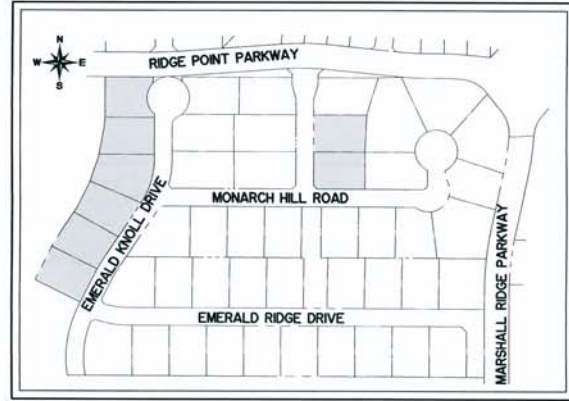 N
W E
S
RIDGE POINT PARKWAY
MONARCH HILL ROAD
EMERALD KNOLL DRIVE
EMERALD RIDGE DRIVE
MARSHALL RIDGE PARKWAY